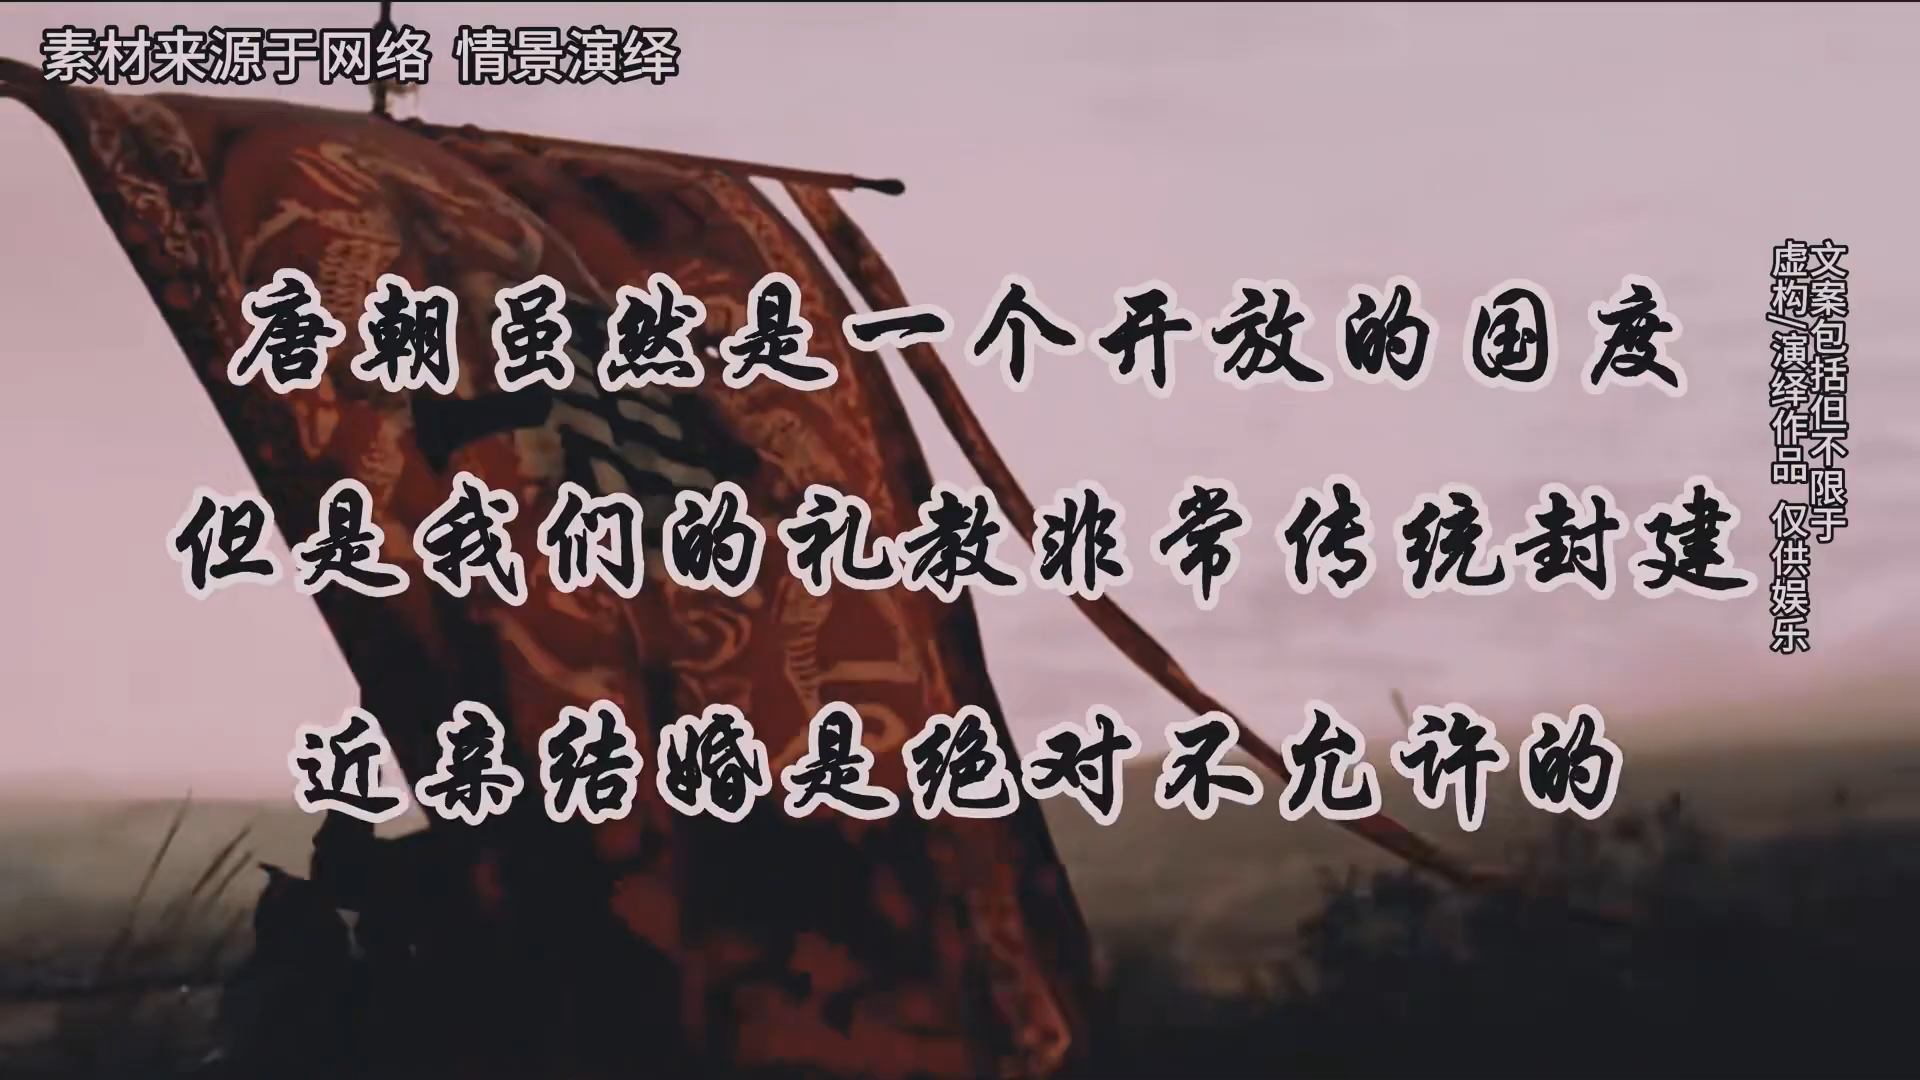 素材来源于网络 情景演绎
唐朝虽然是一个开放的国度
但是我们的礼教非常传统封建
近亲结婚是绝对不允许的
文案包括但不限于
虚构/演绎作品 仅供娱乐